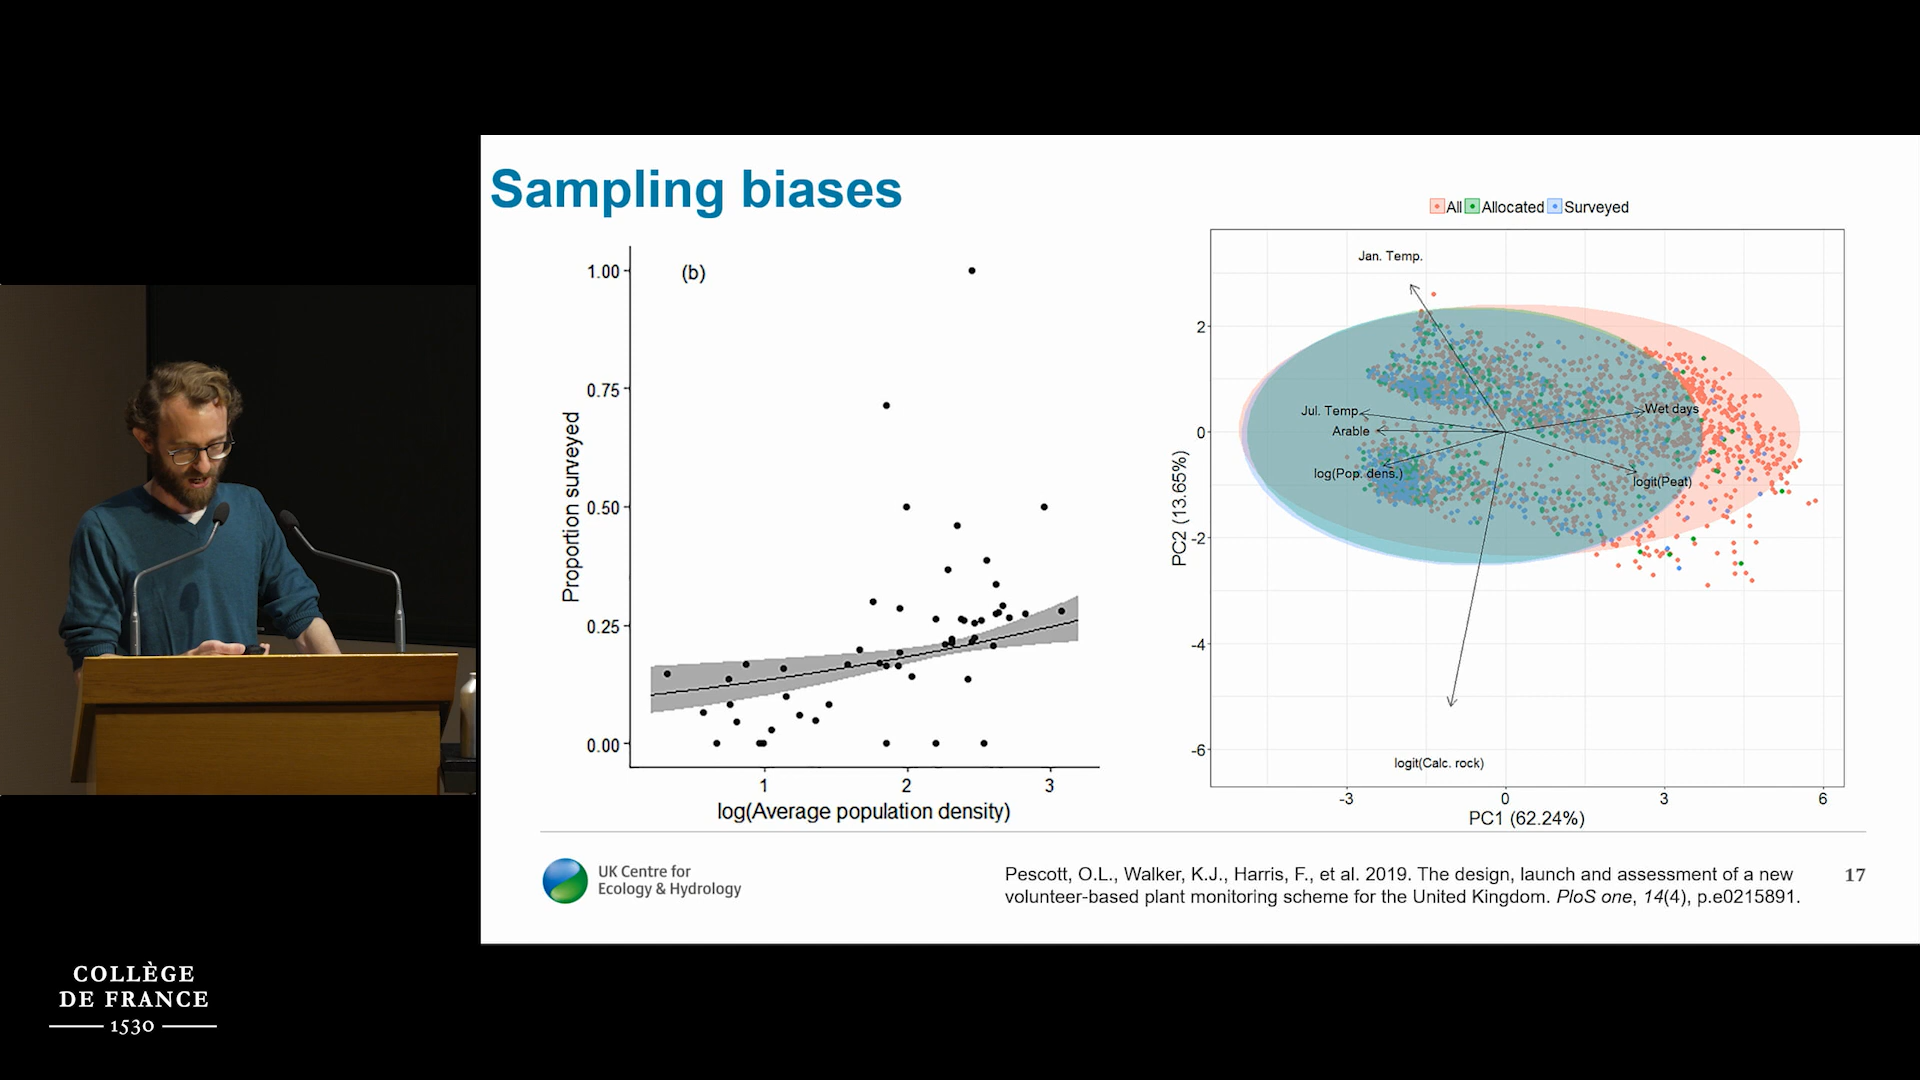 Sampling biases
(b)
1.00
0.75
0.50
0.25
0.00
Proportion surveyed
1 2 3
log(Average population density)
All Allocated Surveyed
Jan. Temp.
Jul. Temp.
Arable
log(Pop. dens.)
Wet days
logit(Peat)
logit(Calc. rock)
2
0
-2
-4
-6
PC2 (13.65%)
-3 0 3 6
PC1 (62.24%)
UK Centre for
Ecology & Hydrology
Pescott, O.L., Walker, K.J., Harris, F., et al. 2019. The design, launch and assessment of a new
volunteer-based plant monitoring scheme for the United Kingdom. PloS one, 14(4), p.e0215891.
17
COLLÈGE
DE FRANCE
1530